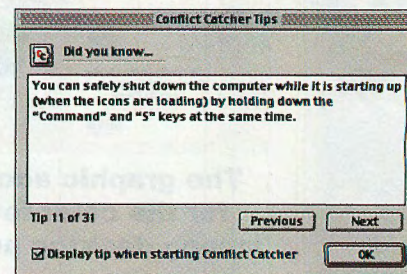 Conflict Catcher Tips
Did you know...
You can safely shut down the computer while it is starting up
(when the icons are loading) by holding down the
“Command” and “S” keys at the same time.
Tip 11 of 31
Previous
Next
Display tip when starting Conflict Catcher
OK
The graphic